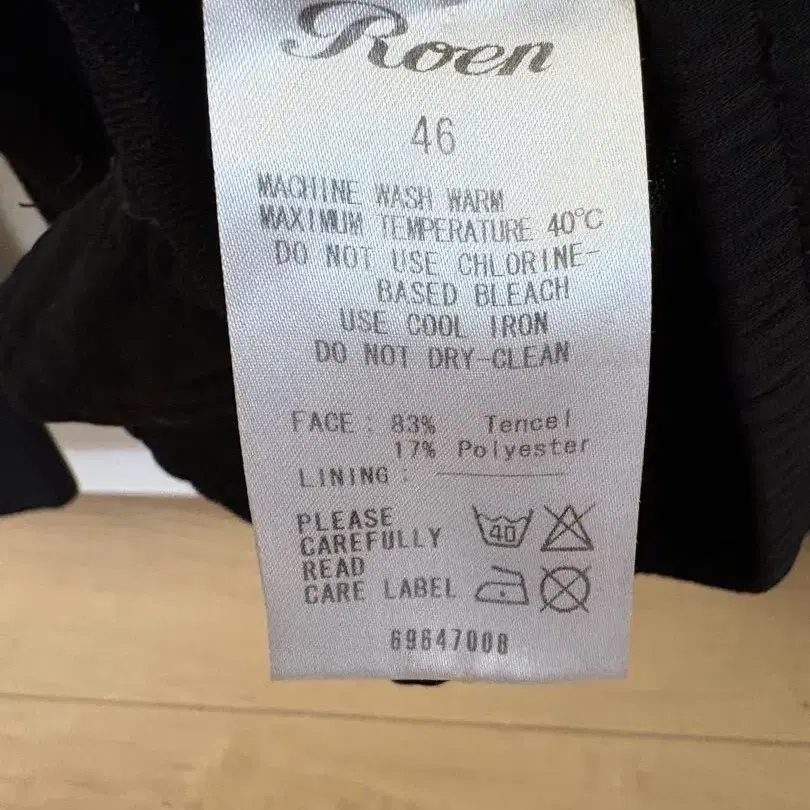 Roen
46
MACHINE WASH WARM
MAXIMUM TEMPERATURE 40°C
DO NOT USE CHLORINE-
BASED BLEACH
USE COOL IRON
DO NOT DRY-CLEAN
FACE : 83% Tencel
17% Polyester
LINING :
PLEASE
CAREFULLY
READ
CARE LABEL
40
69647008